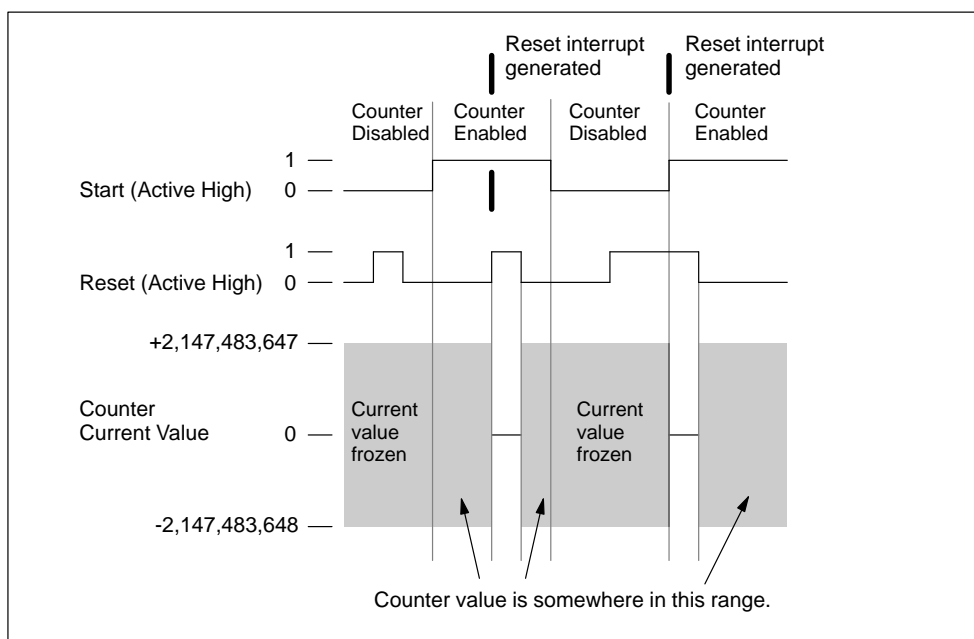 Reset interrupt
generated
Reset interrupt
generated
Counter
Disabled
Counter
Enabled
Counter
Disabled
Counter
Enabled
1
Start (Active High) 0
1
Reset (Active High) 0
+2,147,483,647
Counter
Current Value 0
Current
value
frozen
Current
value
frozen
-2,147,483,648
Counter value is somewhere in this range.